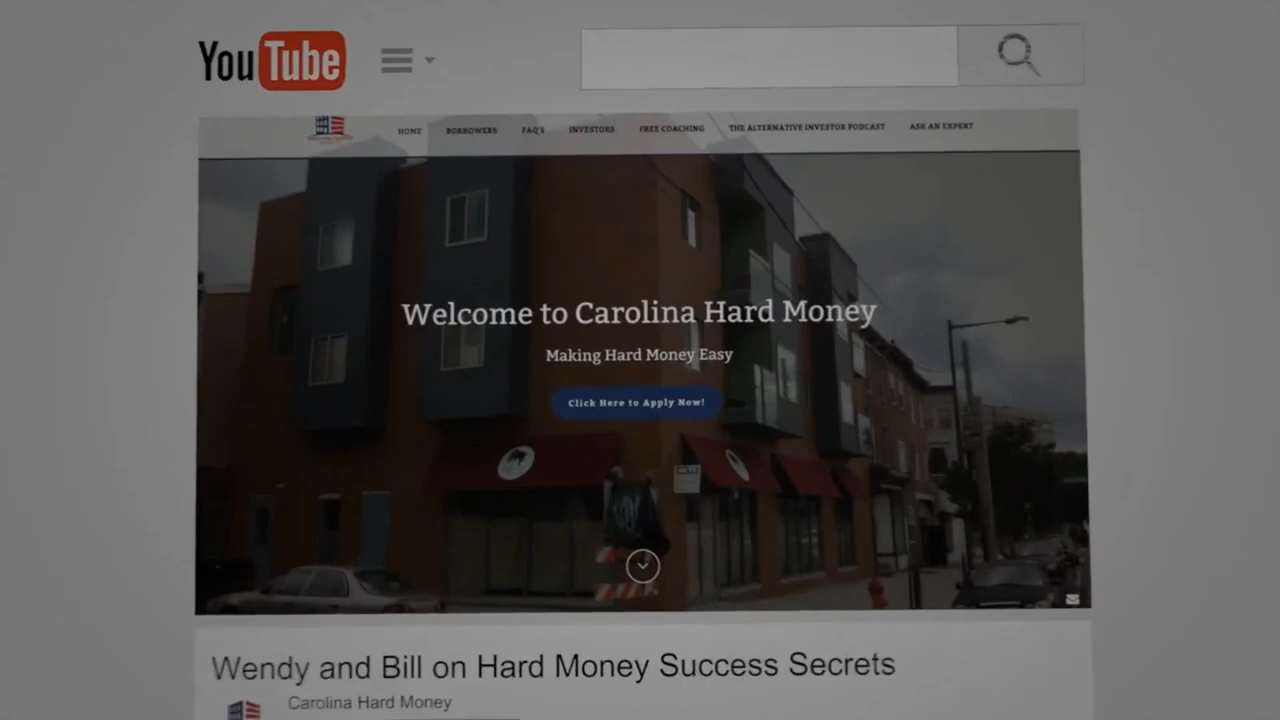 YouTube
HOME BORROWERS FAQ'S INVESTORS FREE COACHING THE ALTERNATIVE INVESTOR PODCAST ASK AN EXPERT
Welcome to Carolina Hard Money
Making Hard Money Easy
Click Here to Apply Now!
Wendy and Bill on Hard Money Success Secrets
Carolina Hard Money